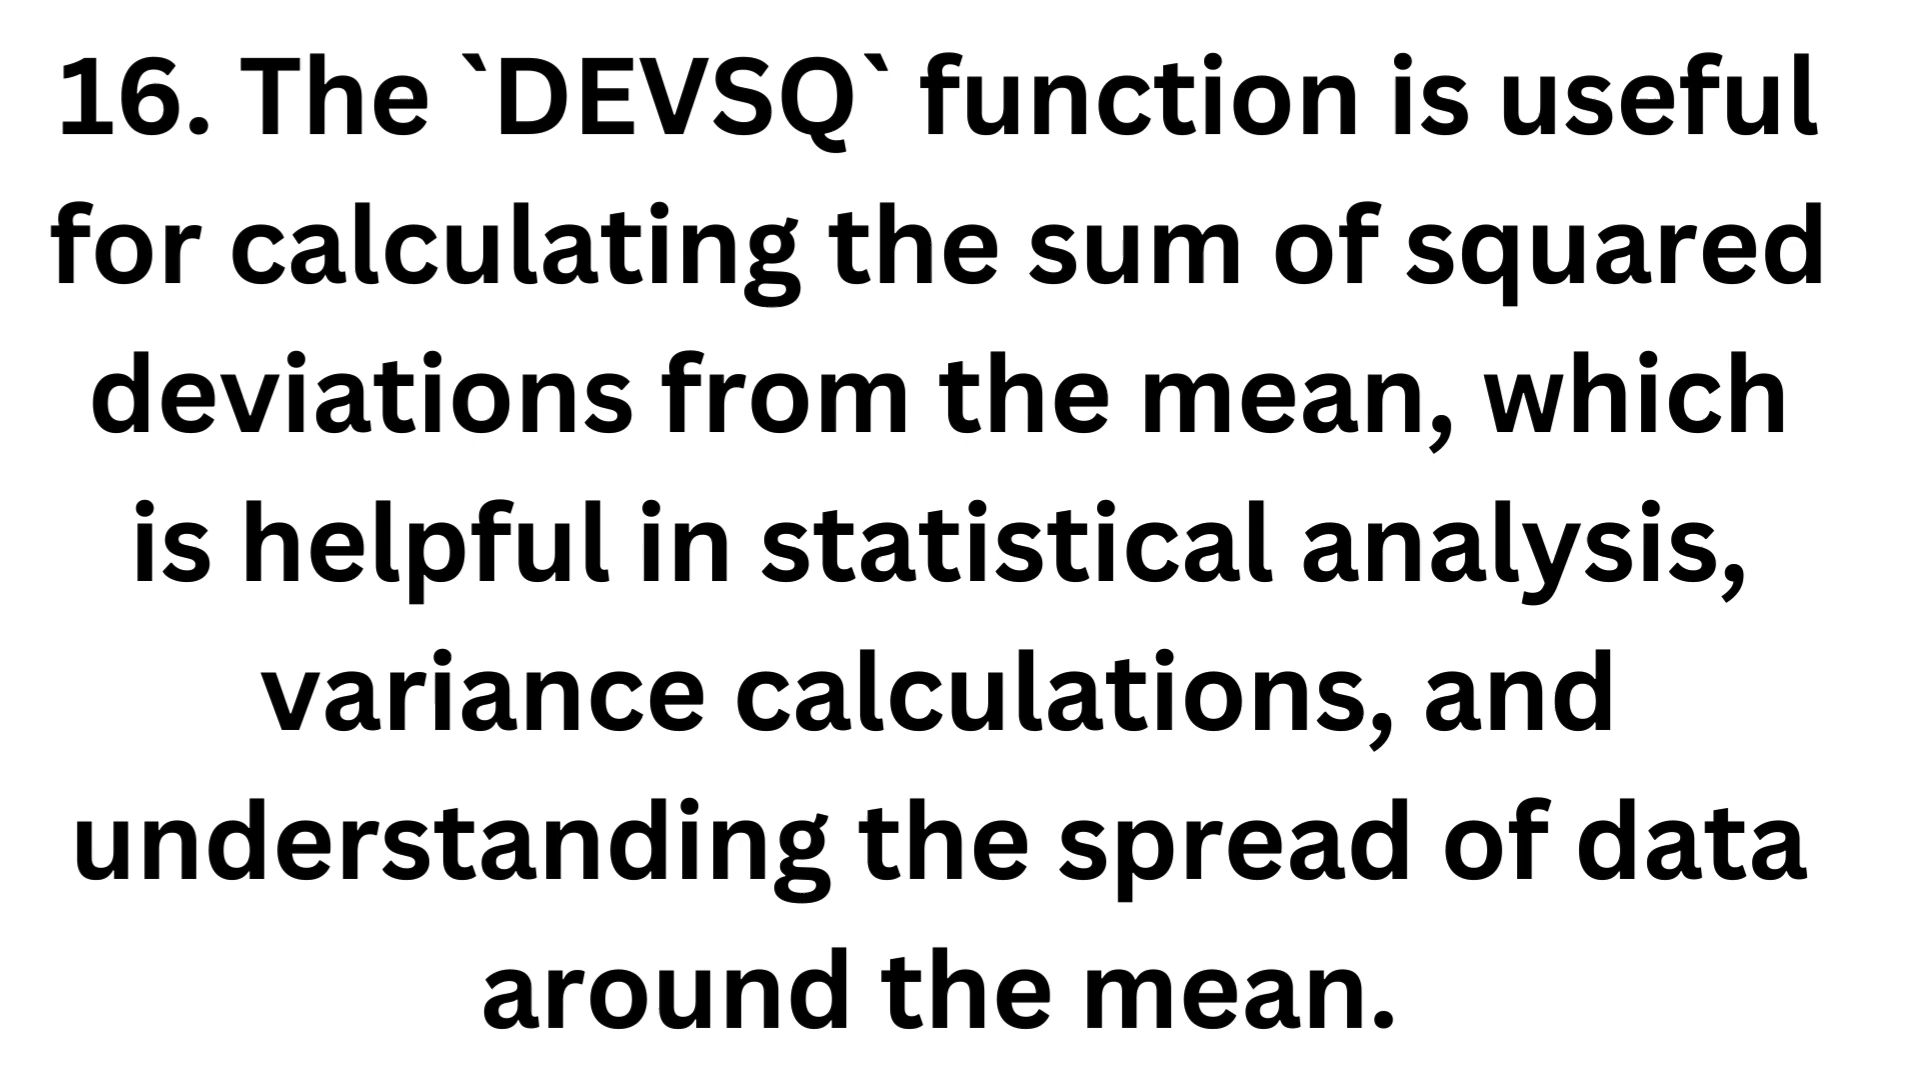 16. The `DEVSQ` function is useful
for calculating the sum of squared
deviations from the mean, which
is helpful in statistical analysis,
variance calculations, and
understanding the spread of data
around the mean.